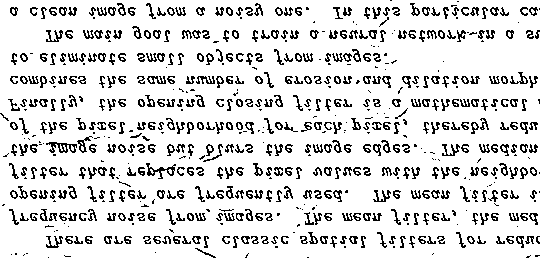 There are several classic spatial filters for reduc
frequency noise from images. The mean filter, the med
opening filter are frequently used. The mean filter i
filter that replaces the pixel values with the neighbo
the image noise but blurs the image edges. The median
of the pixel neighborhood for each pixel, thereby redu
Finally, the opening closing filter is a mathematical
combines the same number of erosion and dilation morph
to eliminate small objects from images.
The main goal was to train a neural network in a su
a clean image from a noisy one. In this particular ca